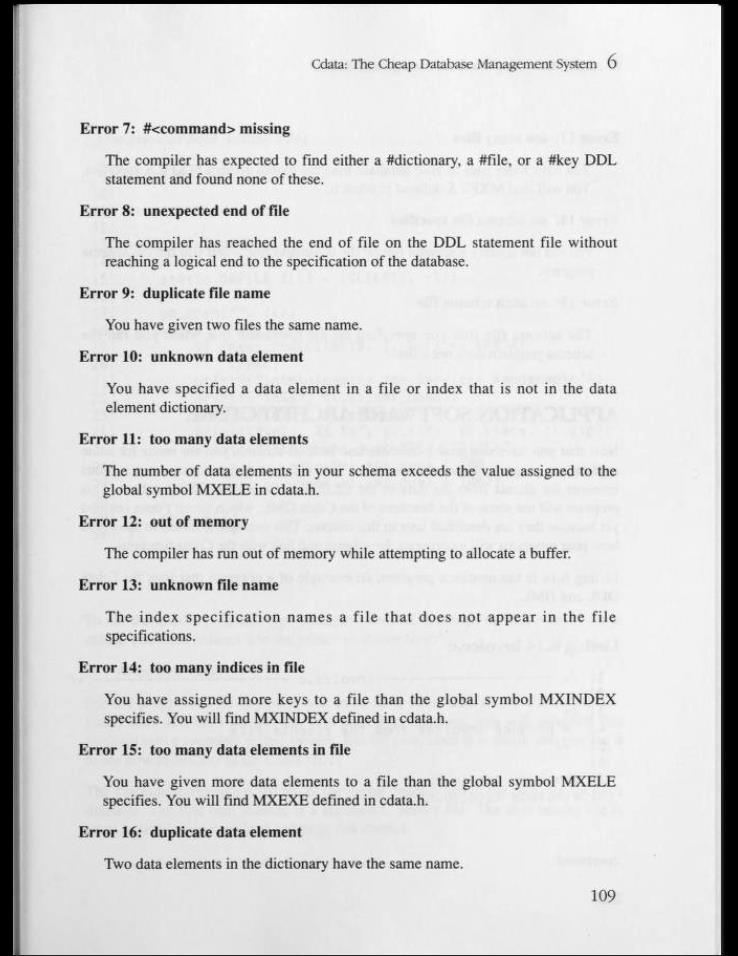 Cdata: The Cheap Database Management System 6
Error 7: #<command> missing
The compiler has expected to find either a #dictionary, a #file, or a #key DDL
statement and found none of these.
Error 8: unexpected end of file
The compiler has reached the end of file on the DDL statement file without
reaching a logical end to the specification of the database.
Error 9: duplicate file name
You have given two files the same name.
Error 10: unknown data element
You have specified a data element in a file or index that is not in the data
element dictionary.
Error 11: too many data elements
The number of data elements in your schema exceeds the value assigned to the
global symbol MXELE in cdata.h.
Error 12: out of memory
The compiler has run out of memory while attempting to allocate a buffer.
Error 13: unknown file name
The index specification names a file that does not appear in the file
specifications.
Error 14: too many indices in file
You have assigned more keys to a file than the global symbol MXINDEX
specifies. You will find MXINDEX defined in cdata.h.
Error 15: too many data elements in file
You have given more data elements to a file than the global symbol MXELE
specifies. You will find MXEXE defined in cdata.h.
Error 16: duplicate data element
Two data elements in the dictionary have the same name.
109